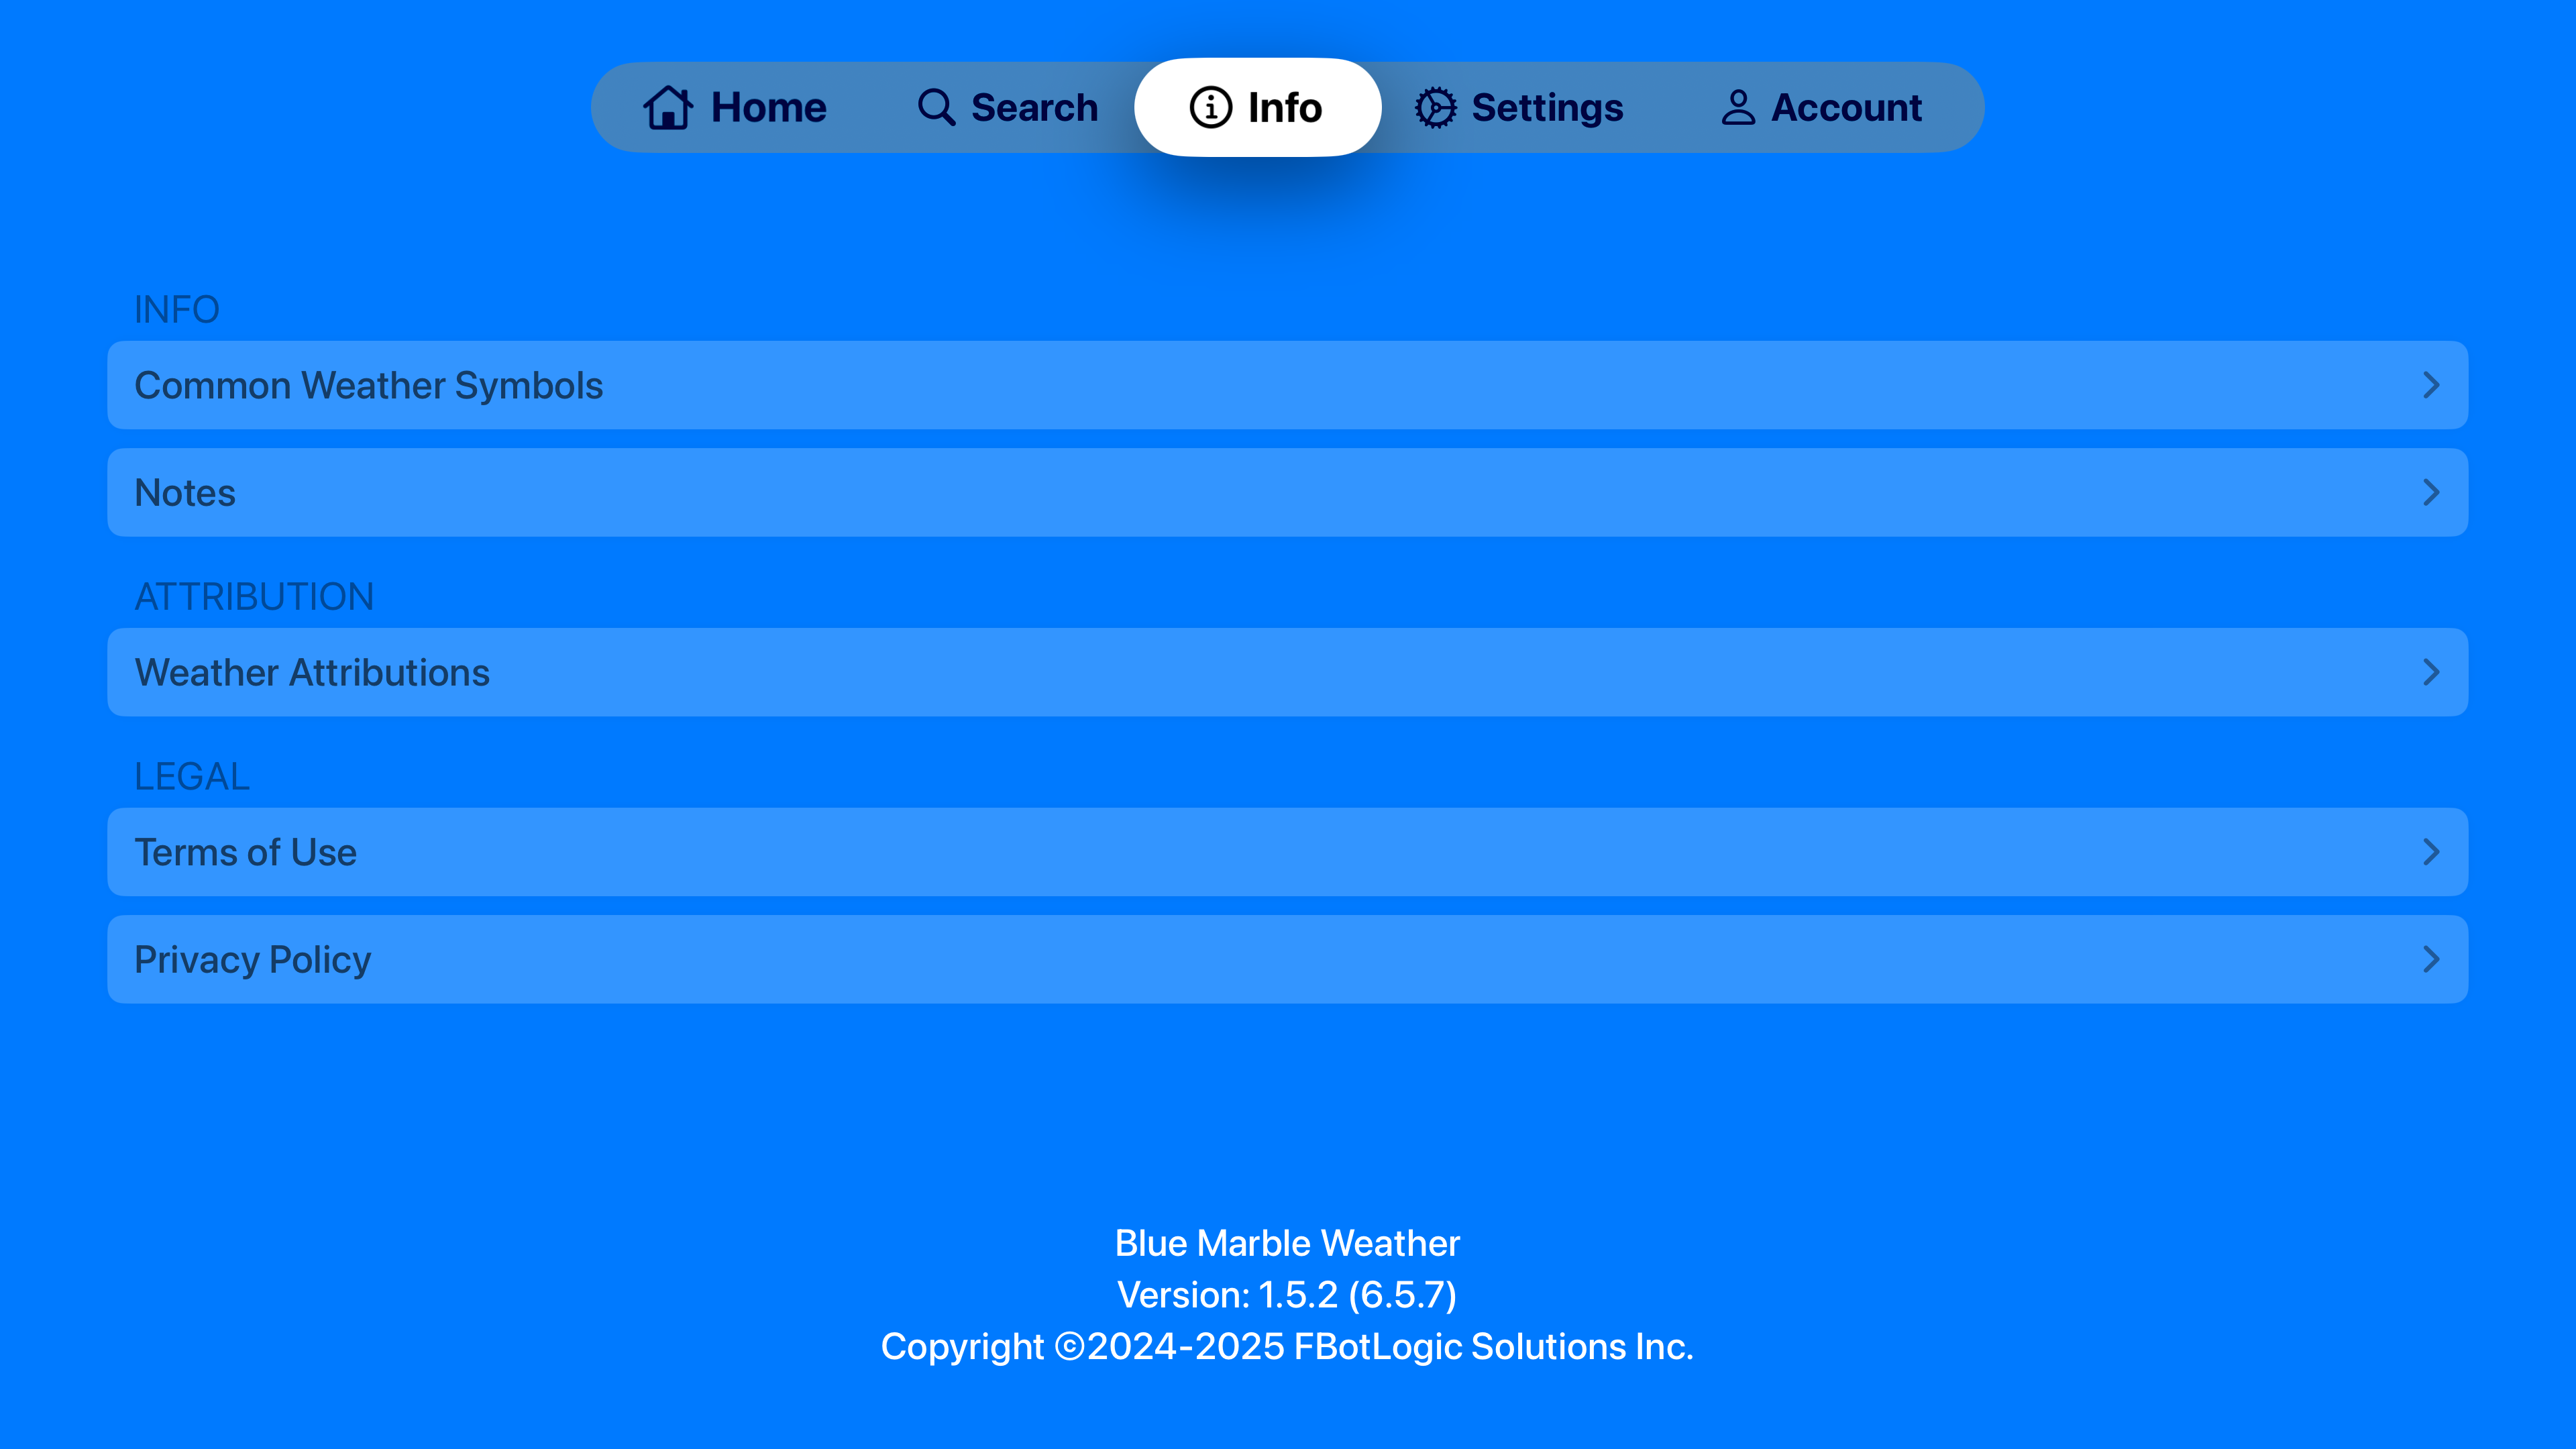 Home Search Info Settings Account
INFO
Common Weather Symbols
Notes
ATTRIBUTION
Weather Attributions
LEGAL
Terms of Use
Privacy Policy
Blue Marble Weather
Version: 1.5.2 (6.5.7)
Copyright ©2024-2025 FBotLogic Solutions Inc.